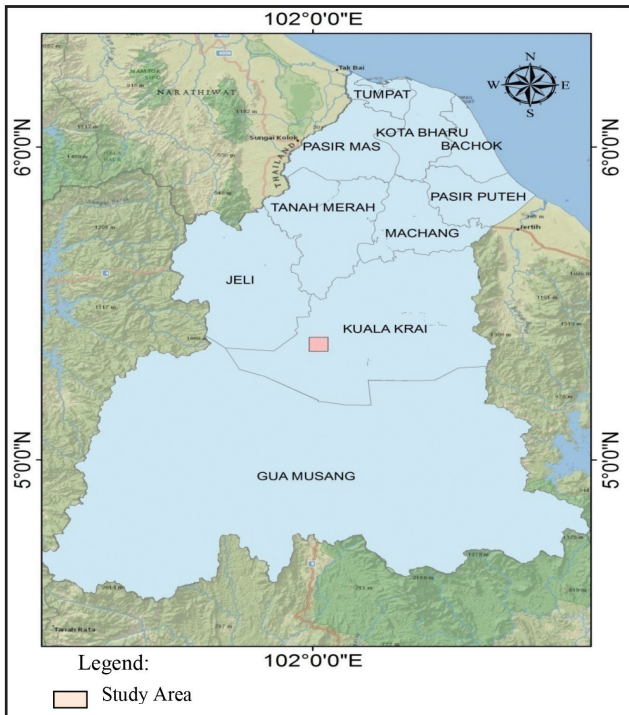 102°0'0"E
N
W E
S
Tak Bai
NARATHIWAT
TUMPAT
Sungai Kolok
KOTA BHARU
6°0'0"N
6°0'0"N
PASIR MAS
BACHOK
THAILAND
TANAH MERAH
PASIR PUTEH
MACHANG
Jertih
JELI
KUALA KRAI
5°0'0"N
5°0'0"N
GUA MUSANG
Tanah Rata
102°0'0"E
Legend:
Study Area